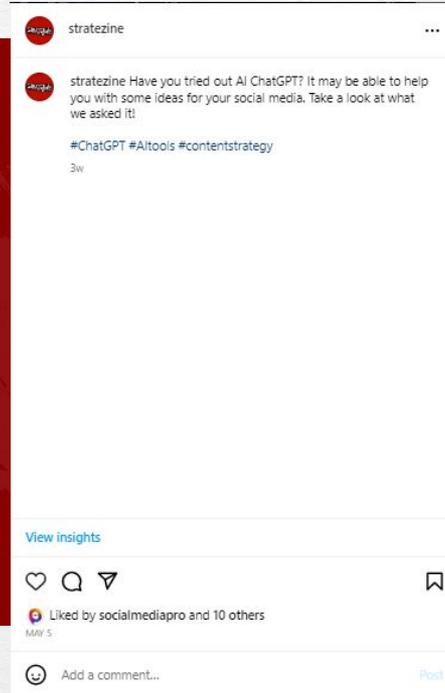 stratezine
stratezine Have you tried out AI ChatGPT? It may be able to help
you with some ideas for your social media. Take a look at what
we asked it!
#ChatGPT #AItools #contentstrategy
3w
View insights
Liked by socialmediapro and 10 others
MAY 5
Add a comment...
Post